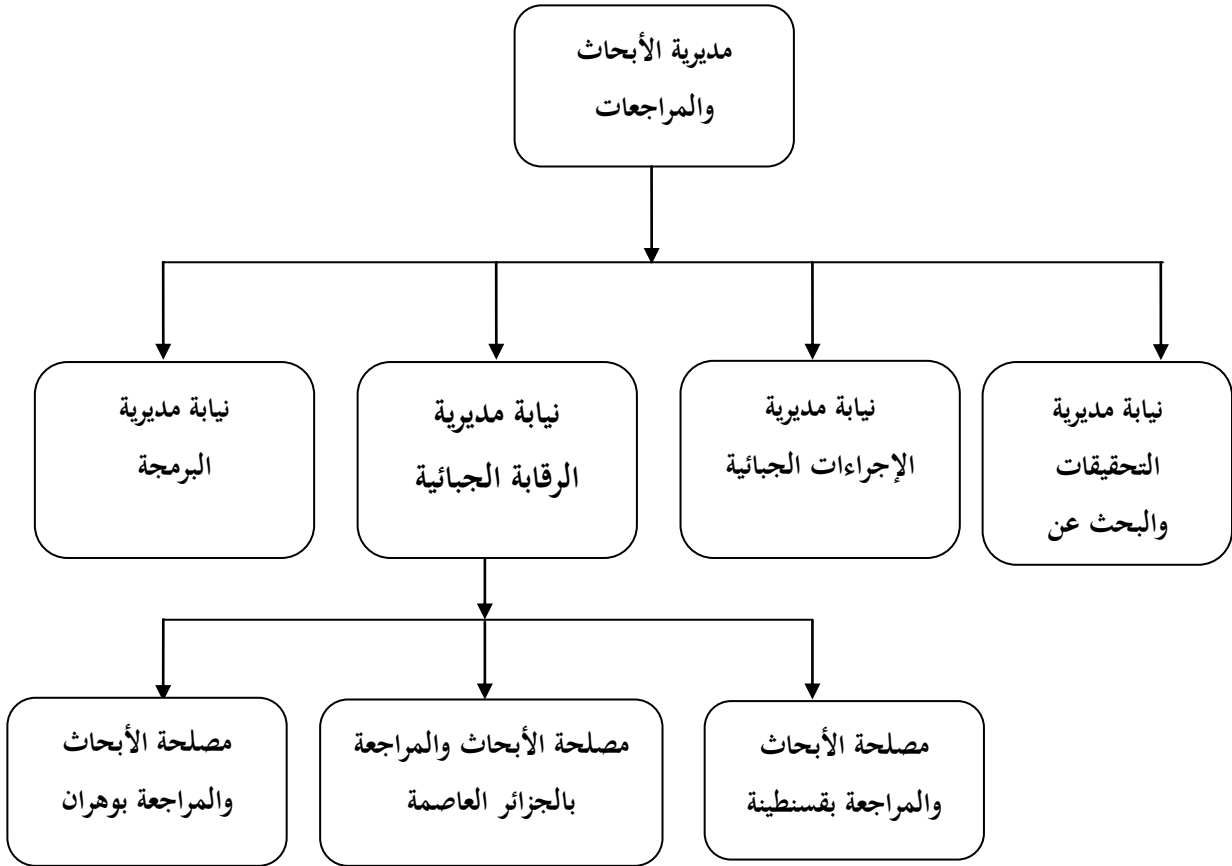 مديرية الأبحاث
والمراجعات
نيابة مديرية
التحقيقات
والبحث عن
نيابة مديرية
الإجراءات الجبائية
نيابة مديرية
الرقابة الجبائية
نيابة مديرية
البرمجة
مصلحة الأبحاث
والمراجعة بقسنطينة
مصلحة الأبحاث والمراجعة
بالجزائر العاصمة
مصلحة الأبحاث
والمراجعة بوهران